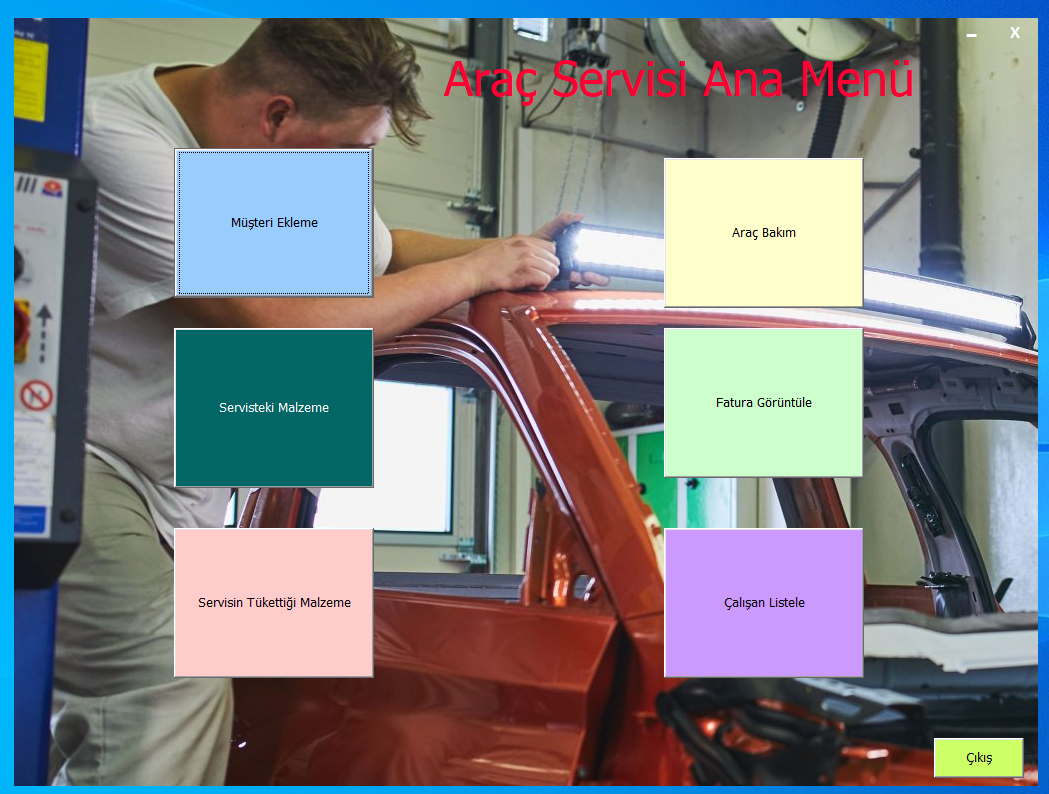 X
Araç Servisi Ana Menü
Müşteri Ekleme
Araç Bakım
Servisteki Malzeme
Fatura Görüntüle
Servisin Tükettiği Malzeme
Çalışan Listele
Çıkış